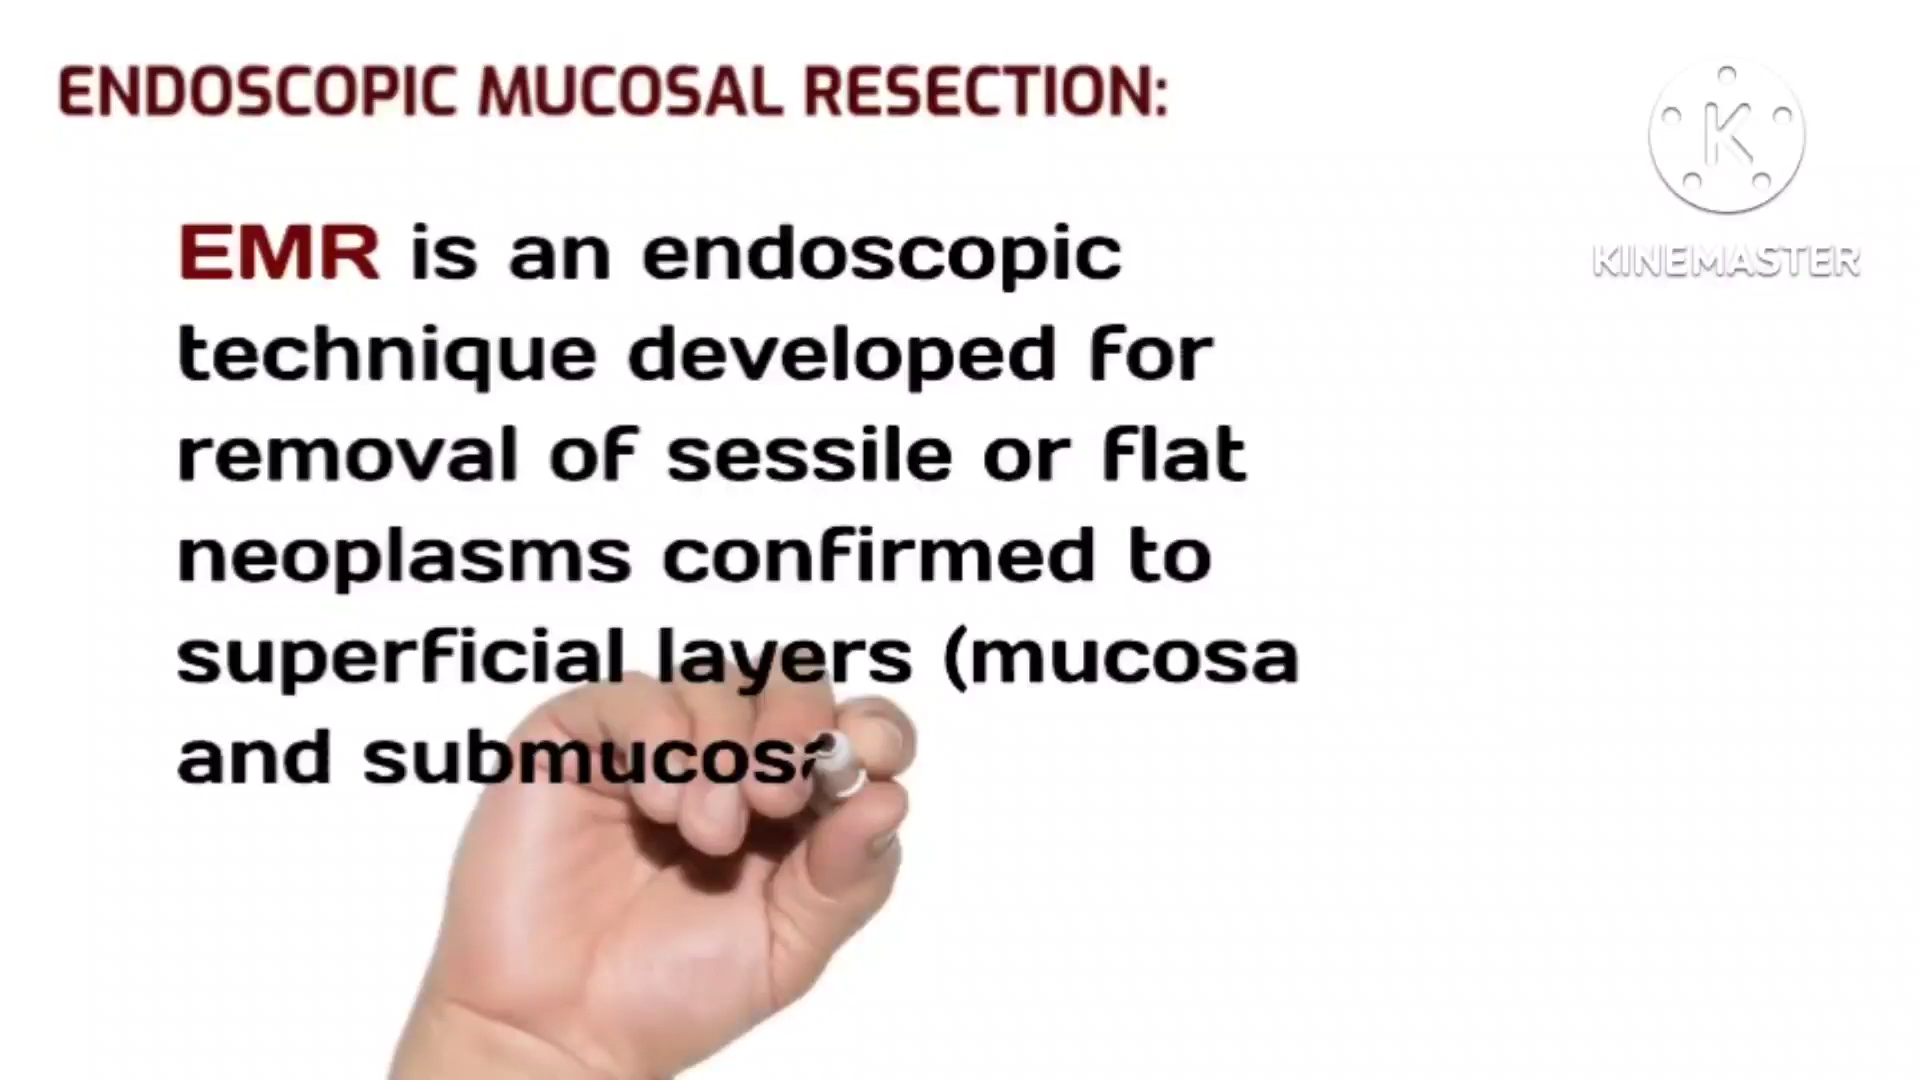 ENDOSCOPIC MUCOSAL RESECTION:
K
KINEMASTER
EMR is an endoscopic
technique developed for
removal of sessile or flat
neoplasms confirmed to
superficial layers (mucosa
and submucosa